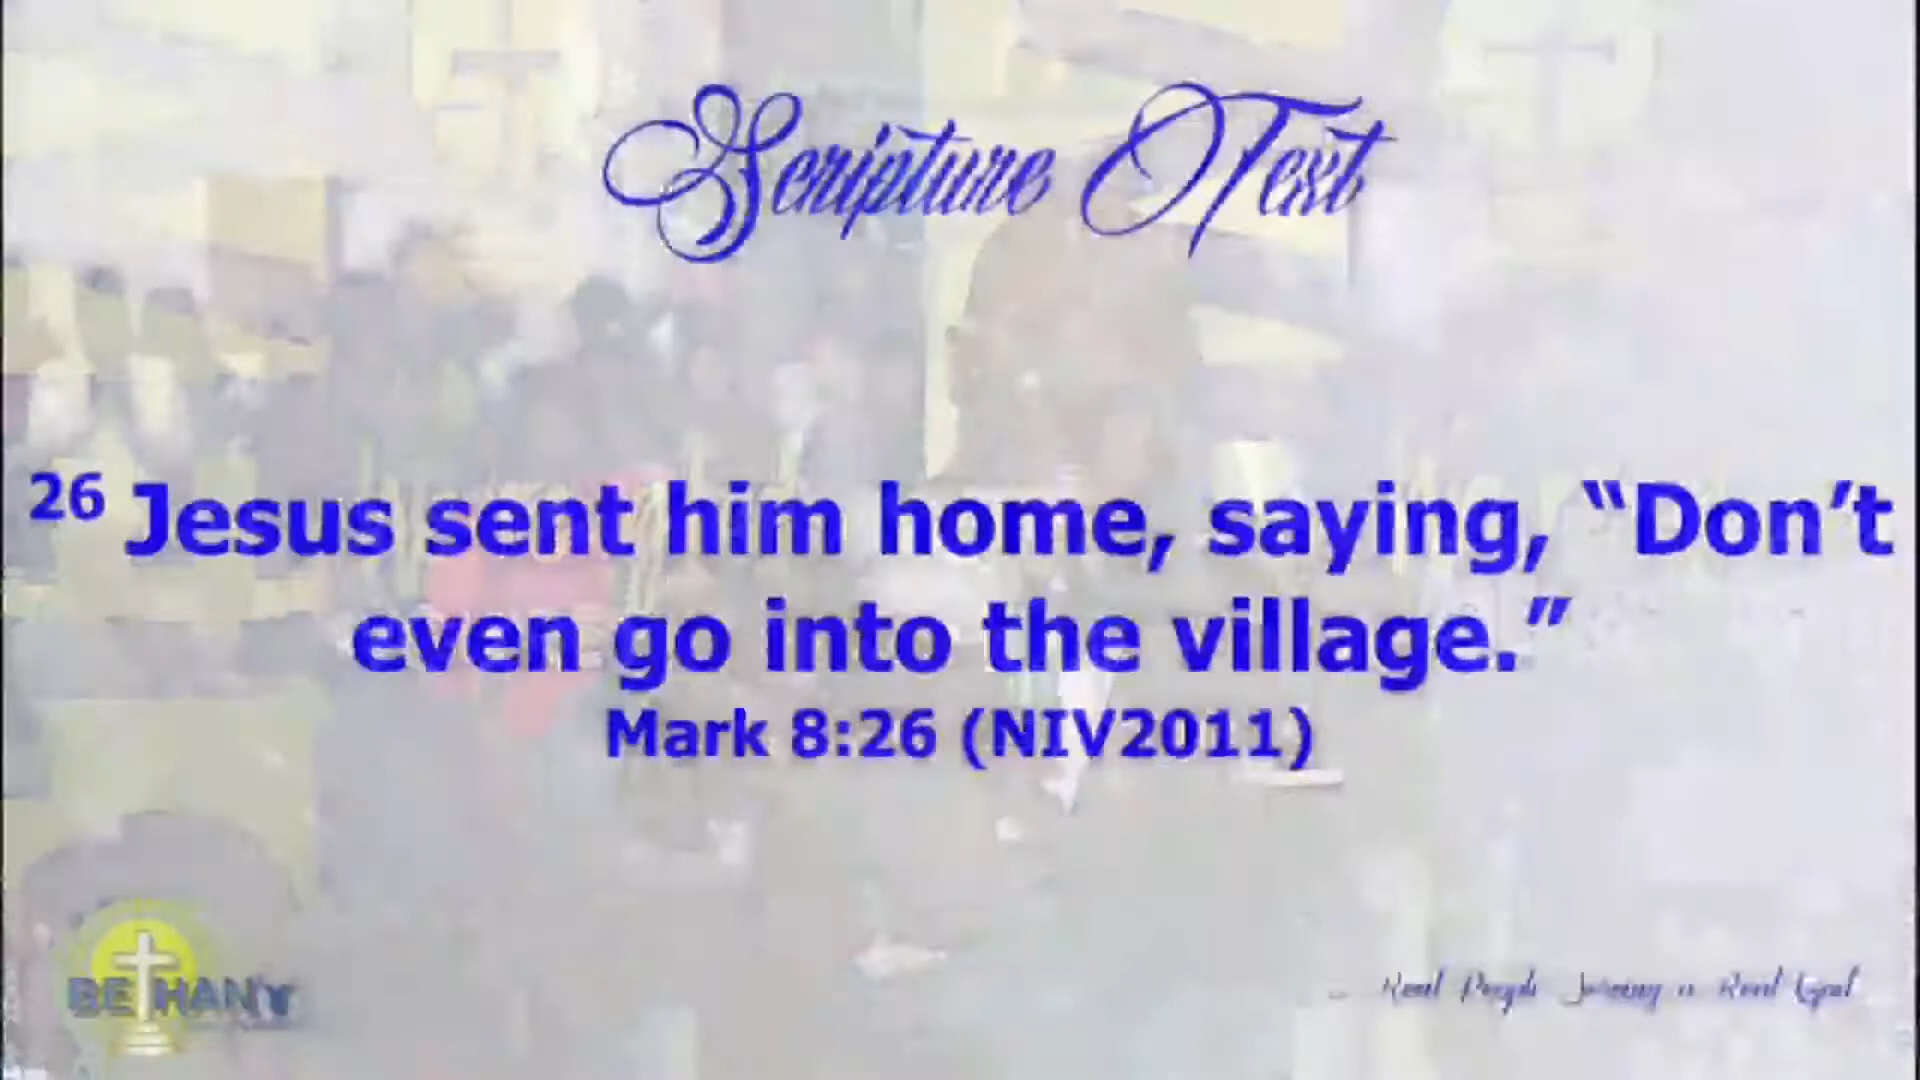 Scripture Text
26 Jesus sent him home, saying, “Don’t
even go into the village.”
Mark 8:26 (NIV2011)
BETHANY
Real People Serving a Real God